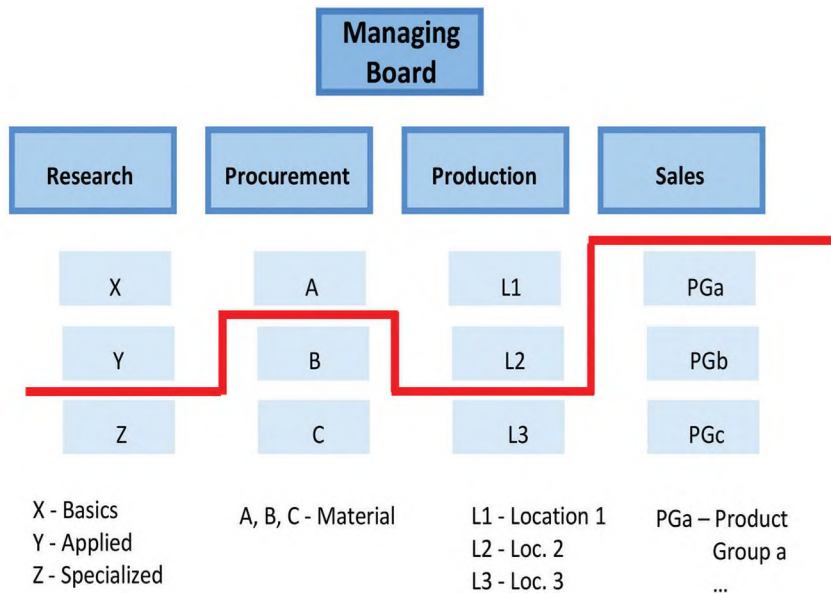 Managing
Board
Research
Procurement
Production
Sales
X
A
L1
PGa
Y
B
L2
PGb
Z
C
L3
PGc
X - Basics
Y - Applied
Z - Specialized
A, B, C - Material
L1 - Location 1
L2 - Loc. 2
L3 - Loc. 3
PGa – Product
Group a
...